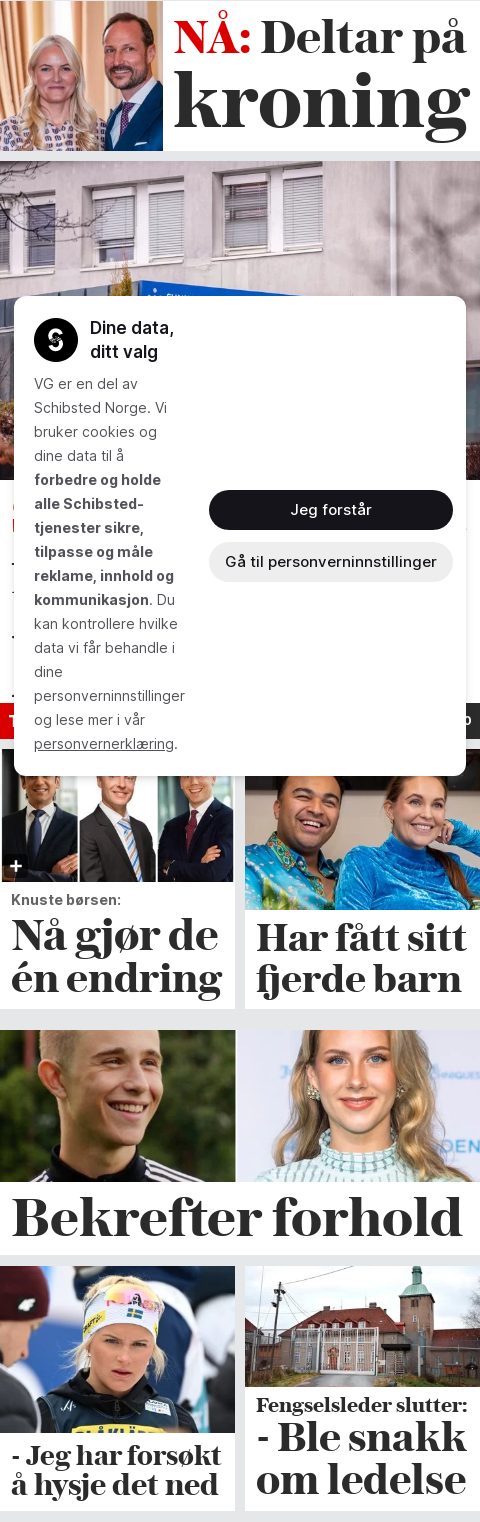 NÅ: Deltar på
kroning
Dine data,
ditt valg
VG er en del av
Schibsted Norge. Vi
bruker cookies og
dine data til å
forbedre og holde
alle Schibsted-
tjenester sikre,
tilpasse og måle
reklame, innhold og
kommunikasjon. Du
kan kontrollere hvilke
data vi får behandle i
dine
personverninnstillinger
og lese mer i vår
personvernerklæring.
Jeg forstår
Gå til personverninnstillinger
Knuste børsen:
Nå gjør de
én endring
Har fått sitt
fjerde barn
Bekrefter forhold
- Jeg har forsøkt
å hysje det ned
Fengselsleder slutter:
- Ble snakk
om ledelse